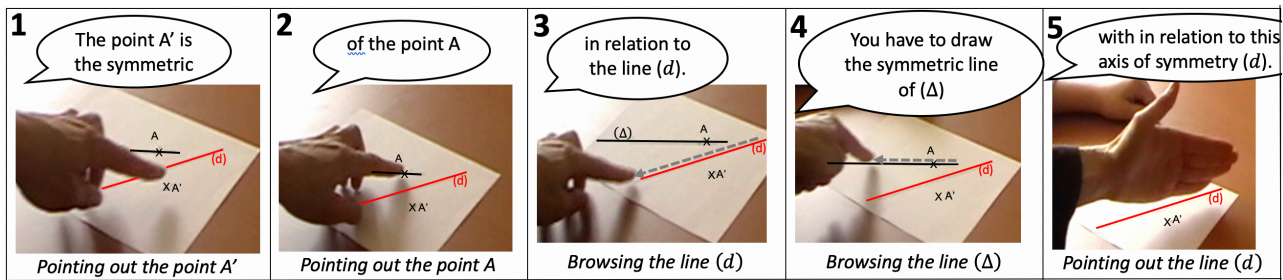 1
The point A’ is
the symmetric
A
(d)
x A'
Pointing out the point A’
2
of the point A
A
(d)
x A'
Pointing out the point A
3
in relation to
the line (d).
(Δ)
A
(d)
x A'
Browsing the line (d)
4
You have to draw
the symmetric line
of (Δ)
A
(d)
x A'
Browsing the line (Δ)
5
with in relation to this
axis of symmetry (d).
(d)
x A'
Pointing out the line (d)